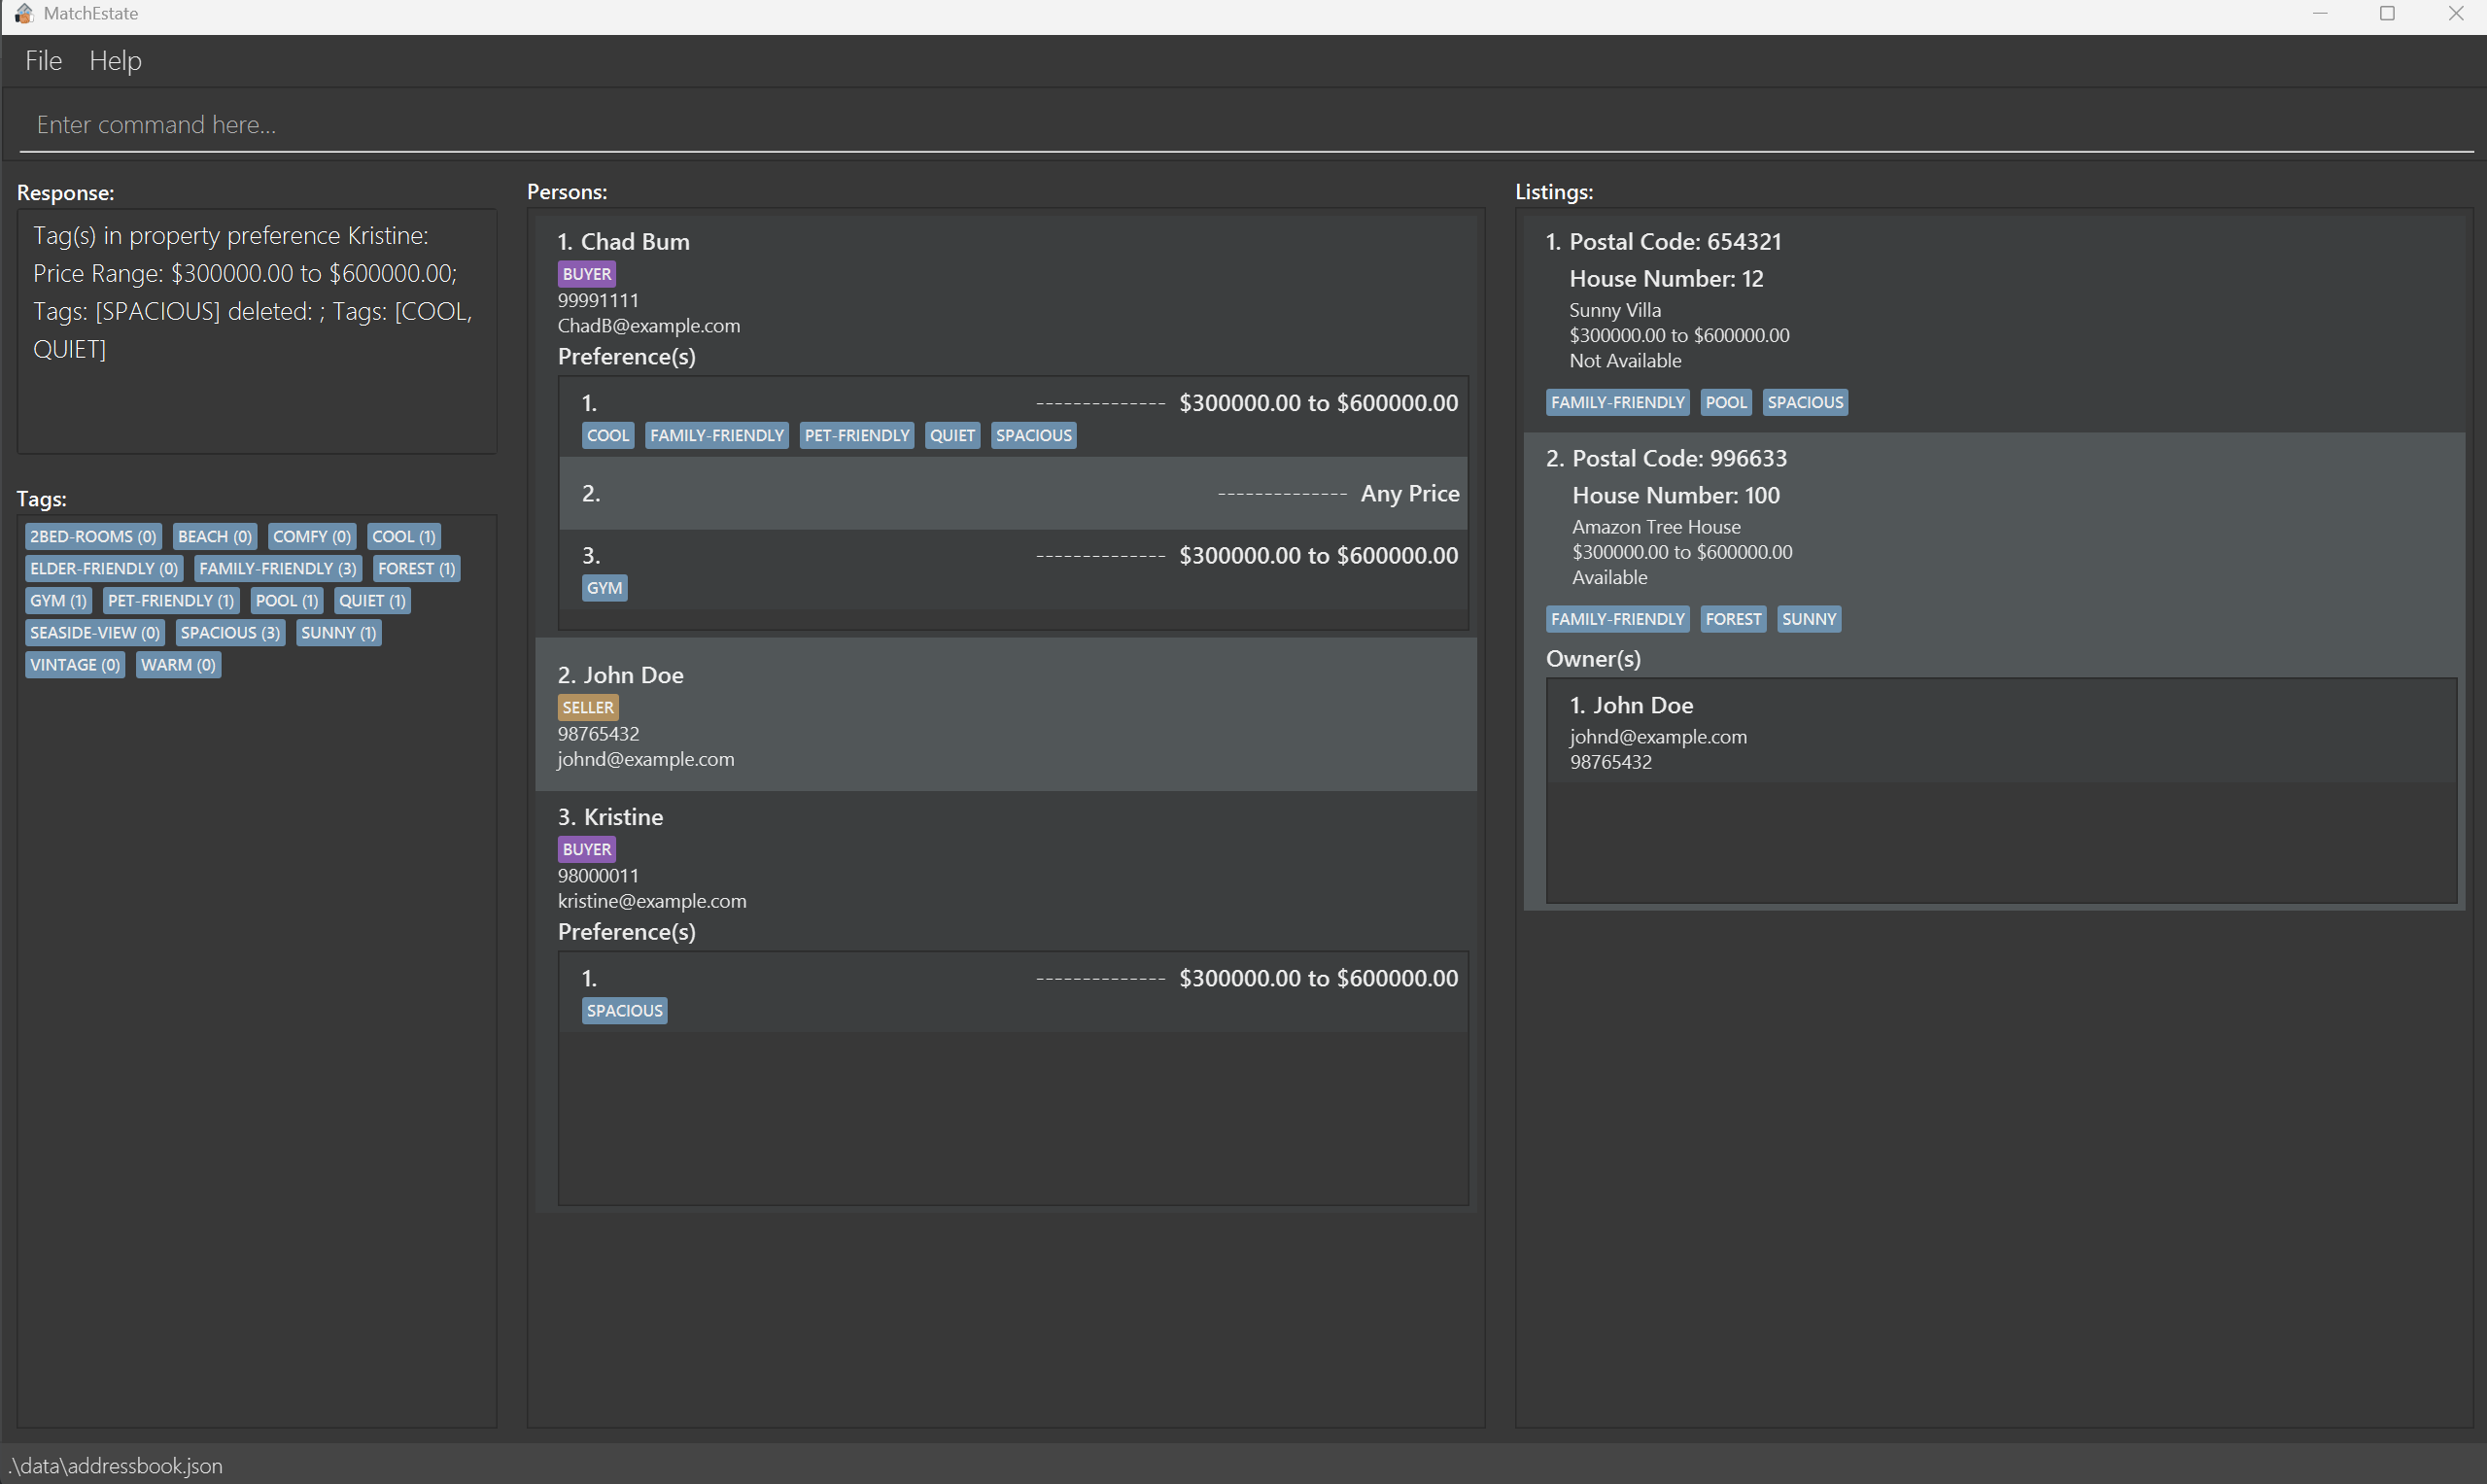 MatchEstate
File Help
Enter command here...
Response:
Tag(s) in property preference Kristine:
Price Range: $300000.00 to $600000.00;
Tags: [SPACIOUS] deleted: ; Tags: [COOL,
QUIET]
Tags:
2BED-ROOMS (0) BEACH (0) COMFY (0) COOL (1)
ELDER-FRIENDLY (0) FAMILY-FRIENDLY (3) FOREST (1)
GYM (1) PET-FRIENDLY (1) POOL (1) QUIET (1)
SEASIDE-VIEW (0) SPACIOUS (3) SUNNY (1)
VINTAGE (0) WARM (0)
Persons:
1. Chad Bum
BUYER
99991111
ChadB@example.com
Preference(s)
1. -------------- $300000.00 to $600000.00
COOL FAMILY-FRIENDLY PET-FRIENDLY QUIET SPACIOUS
2. -------------- Any Price
3. -------------- $300000.00 to $600000.00
GYM
2. John Doe
SELLER
98765432
johnd@example.com
3. Kristine
BUYER
98000011
kristine@example.com
Preference(s)
1. -------------- $300000.00 to $600000.00
SPACIOUS
Listings:
1. Postal Code: 654321
House Number: 12
Sunny Villa
$300000.00 to $600000.00
Not Available
FAMILY-FRIENDLY POOL SPACIOUS
2. Postal Code: 996633
House Number: 100
Amazon Tree House
$300000.00 to $600000.00
Available
FAMILY-FRIENDLY FOREST SUNNY
Owner(s)
1. John Doe
johnd@example.com
98765432
.\data\addressbook.json